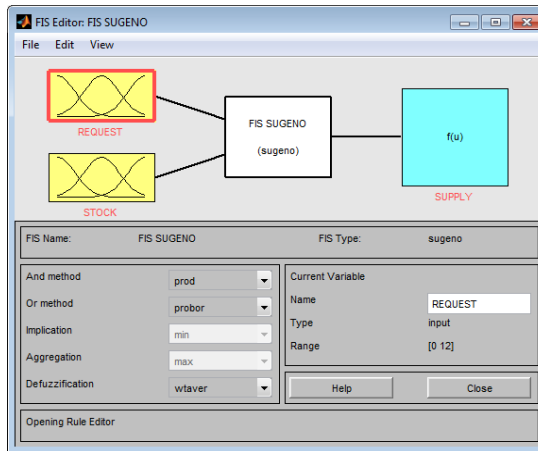 FIS Editor: FIS SUGENO
File Edit View
REQUEST
STOCK
FIS SUGENO
(sugeno)
f(u)
SUPPLY
FIS Name: FIS SUGENO FIS Type: sugeno
And method prod
Or method probor
Implication min
Aggregation max
Defuzzification wtaver
Current Variable
Name REQUEST
Type input
Range [0 12]
Help Close
Opening Rule Editor